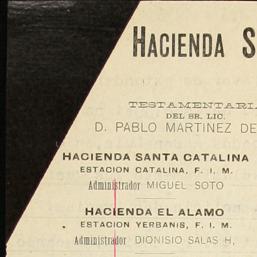 HACIENDA S
TESTAMENTARI
DEL SR. LIC.
D. PABLO MARTINEZ DE
HACIENDA SANTA CATALINA
ESTACION CATALINA, F. I. M.
Administrador MIGUEL SOTO
HACIENDA EL ALAMO
ESTACION YERBANIS, F. I. M.
Administrador DIONISIO SALAS H,